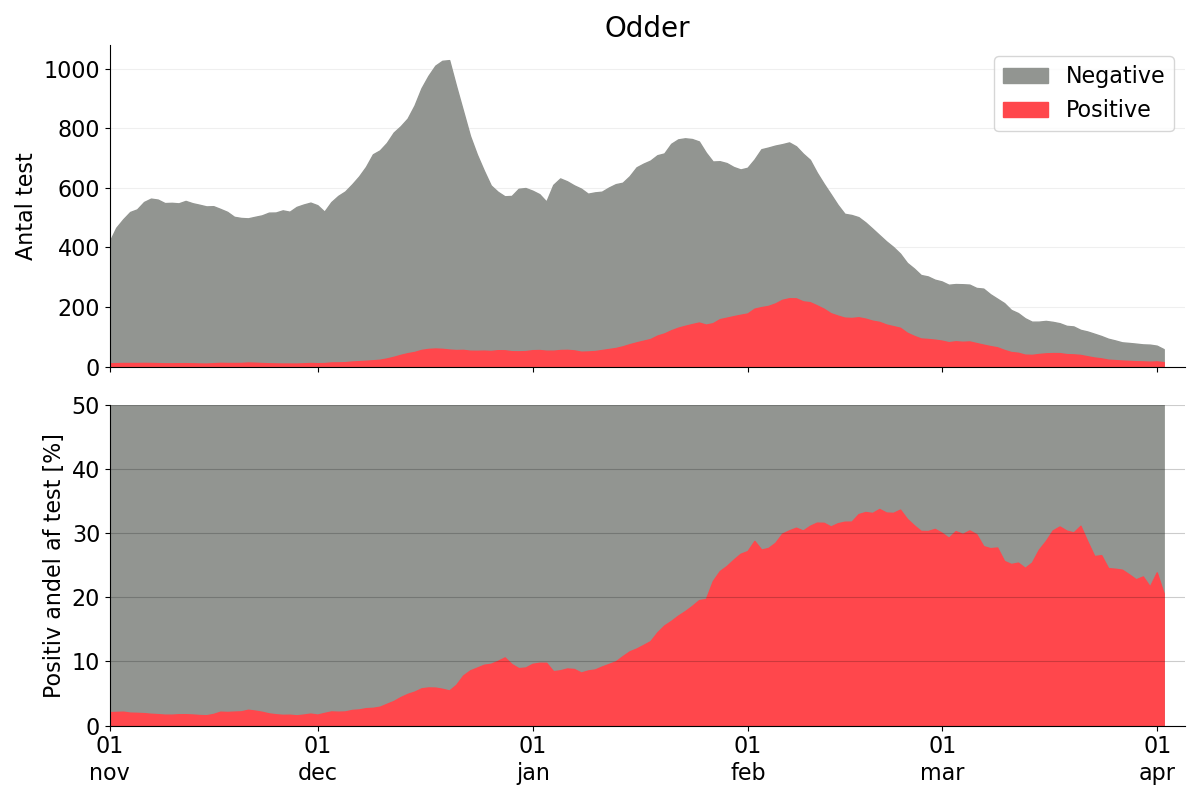 Odder
Antal test
1000
800
600
400
200
0
Negative
Positive
Positiv andel af test [%]
50
40
30
20
10
0
01 01 01 01 01 01
nov dec jan feb mar apr